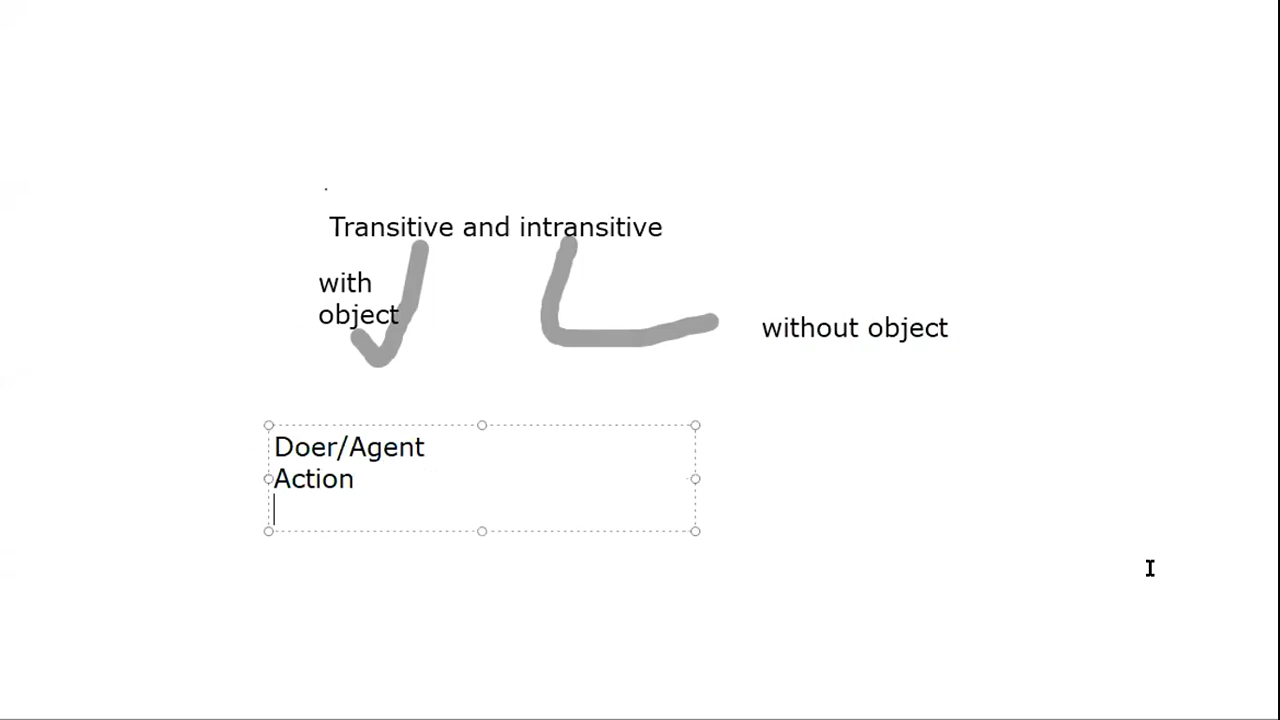 Transitive and intransitive
with
object
without object
Doer/Agent
Action